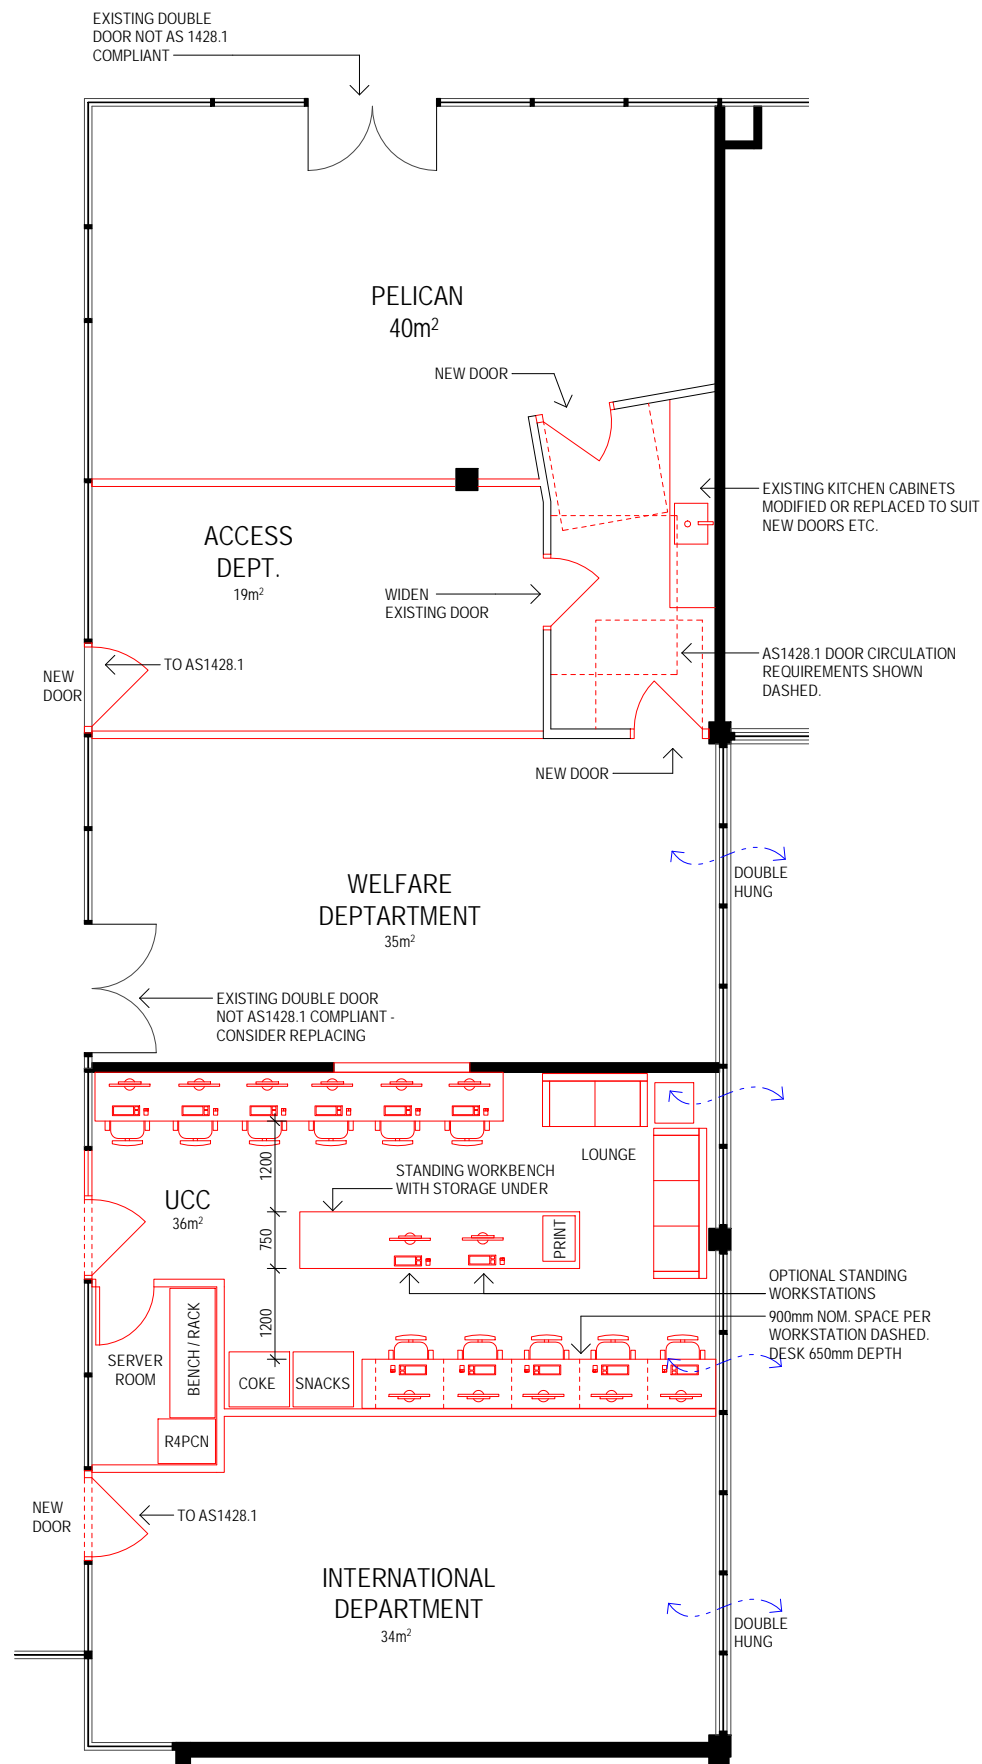 EXISTING DOUBLE
DOOR NOT AS 1428.1
COMPLIANT
PELICAN
40m²
NEW DOOR
EXISTING KITCHEN CABINETS
MODIFIED OR REPLACED TO SUIT
NEW DOORS ETC.
ACCESS
DEPT.
19m²
WIDEN
EXISTING DOOR
TO AS1428.1
NEW
DOOR
AS1428.1 DOOR CIRCULATION
REQUIREMENTS SHOWN
DASHED.
NEW DOOR
DOUBLE
HUNG
WELFARE
DEPTARTMENT
35m²
EXISTING DOUBLE DOOR
NOT AS1428.1 COMPLIANT -
CONSIDER REPLACING
LOUNGE
1200
STANDING WORKBENCH
WITH STORAGE UNDER
UCC
36m²
750
PRINT
OPTIONAL STANDING
WORKSTATIONS
1200
900mm NOM. SPACE PER
WORKSTATION DASHED.
DESK 650mm DEPTH
SERVER
ROOM
BENCH / RACK
COKE
SNACKS
R4PCN
NEW
DOOR
TO AS1428.1
INTERNATIONAL
DEPARTMENT
34m²
DOUBLE
HUNG